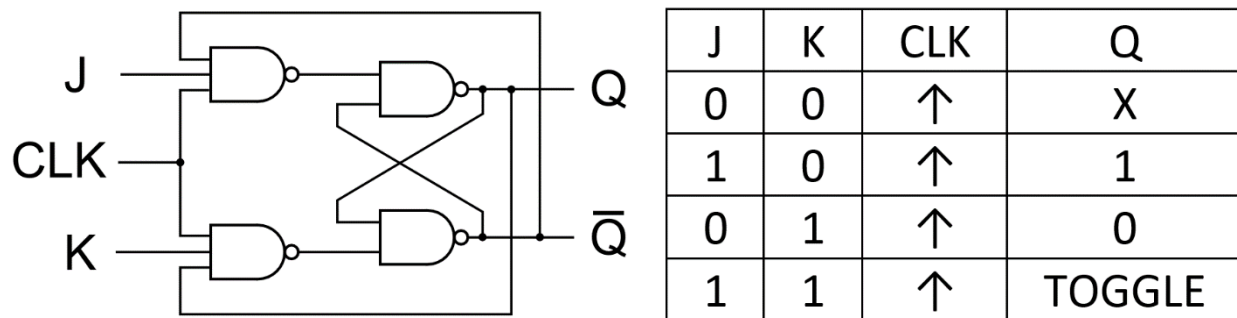 J
CLK
K
Q
Q̅
J K CLK Q
0 0 ↑ X
1 0 ↑ 1
0 1 ↑ 0
1 1 ↑ TOGGLE